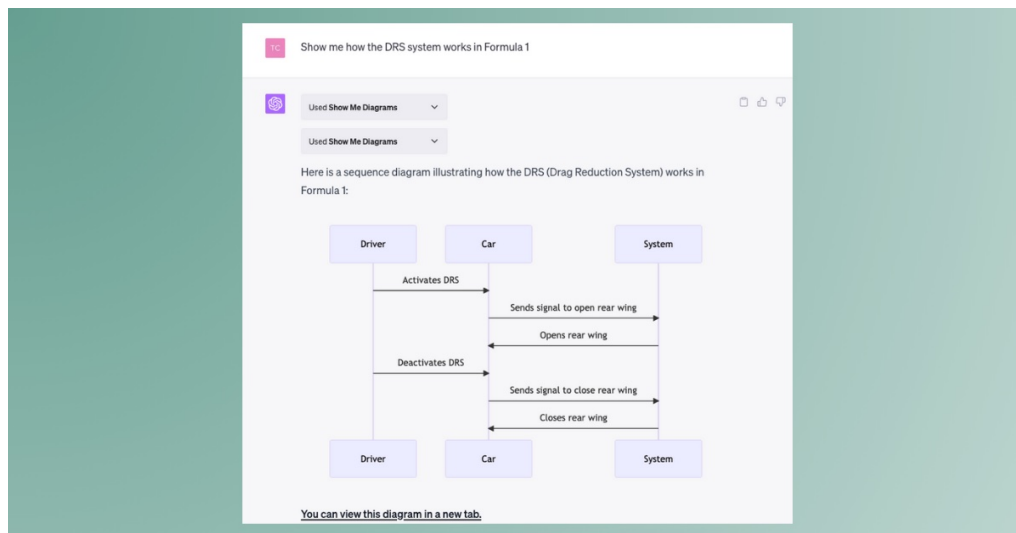 TC
Show me how the DRS system works in Formula 1
Used Show Me Diagrams
Used Show Me Diagrams
Here is a sequence diagram illustrating how the DRS (Drag Reduction System) works in
Formula 1:
Driver Car System
Activates DRS
Sends signal to open rear wing
Opens rear wing
Deactivates DRS
Sends signal to close rear wing
Closes rear wing
Driver Car System
You can view this diagram in a new tab.